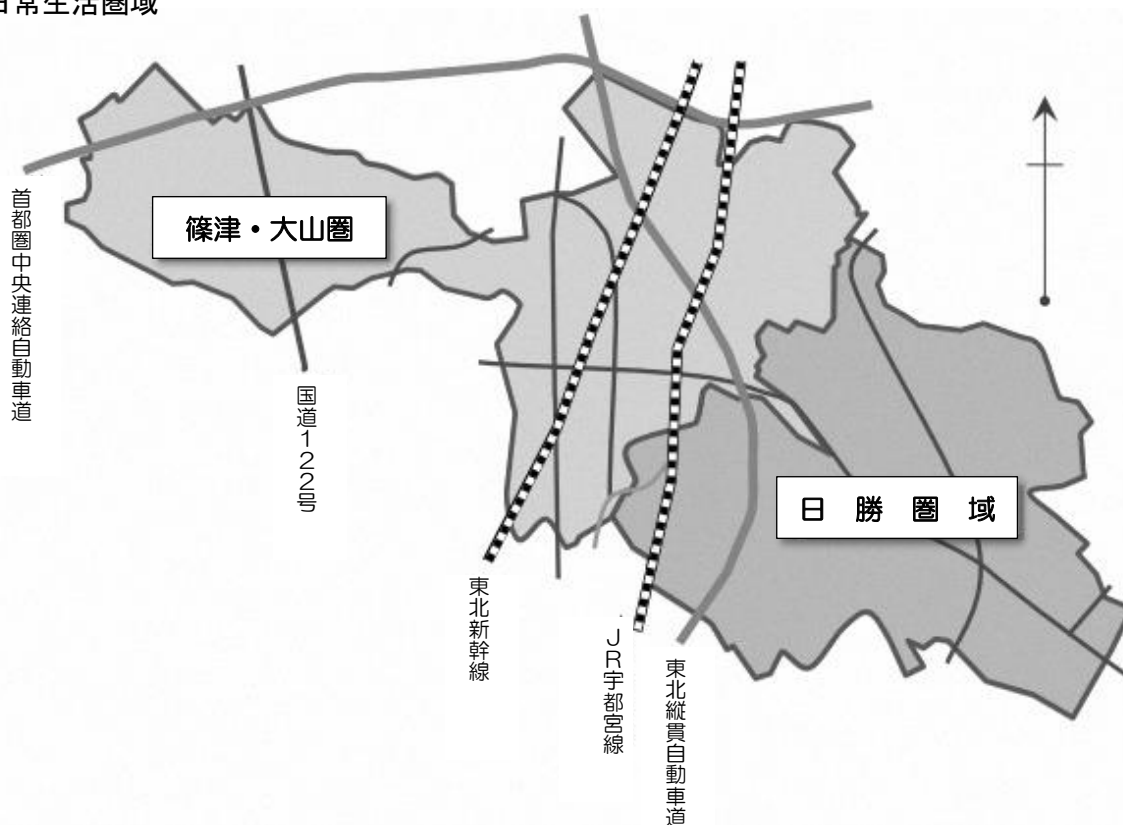 日常生活圏域
篠津・大山圏
日勝圏域
首都圏中央連絡自動車道
国道122号
東北新幹線
JR宇都宮線
東北縦貫自動車道